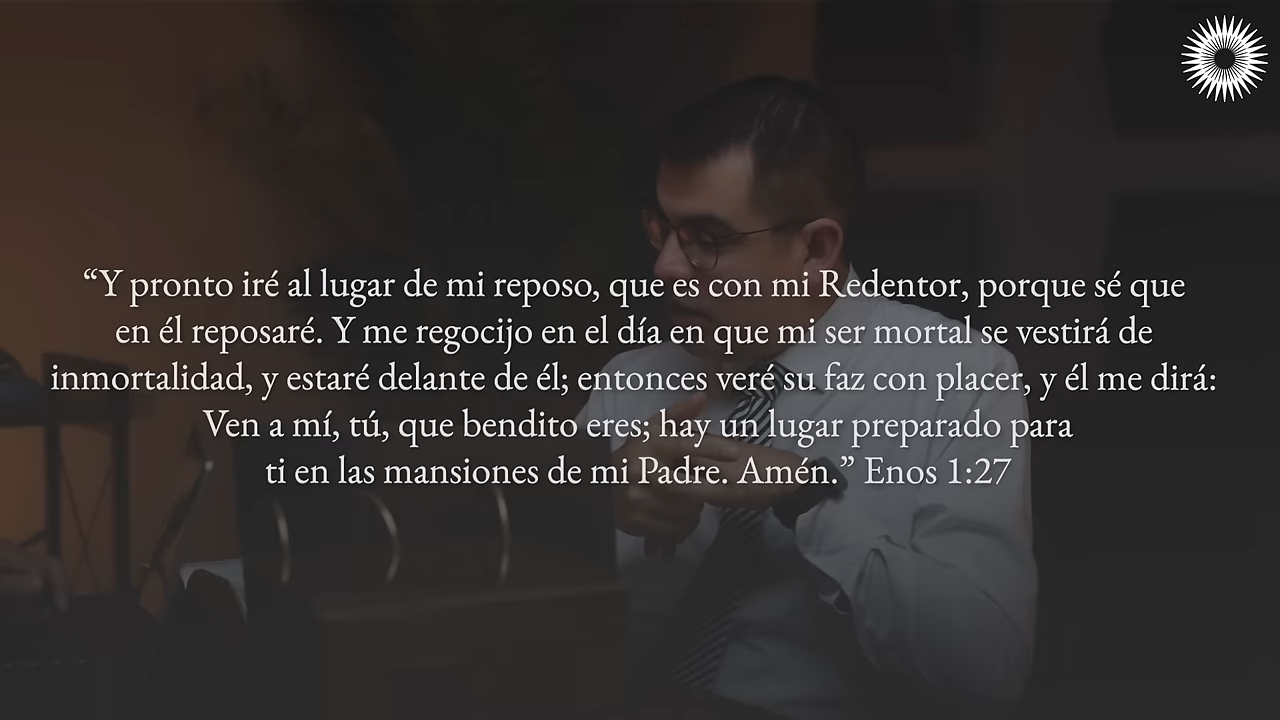 “Y pronto iré al lugar de mi reposo, que es con mi Redentor, porque sé que
en él reposaré. Y me regocijo en el día en que mi ser mortal se vestirá de
inmortalidad, y estaré delante de él; entonces veré su faz con placer, y él me dirá:
Ven a mí, tú, que bendito eres; hay un lugar preparado para
ti en las mansiones de mi Padre. Amén.” Enos 1:27